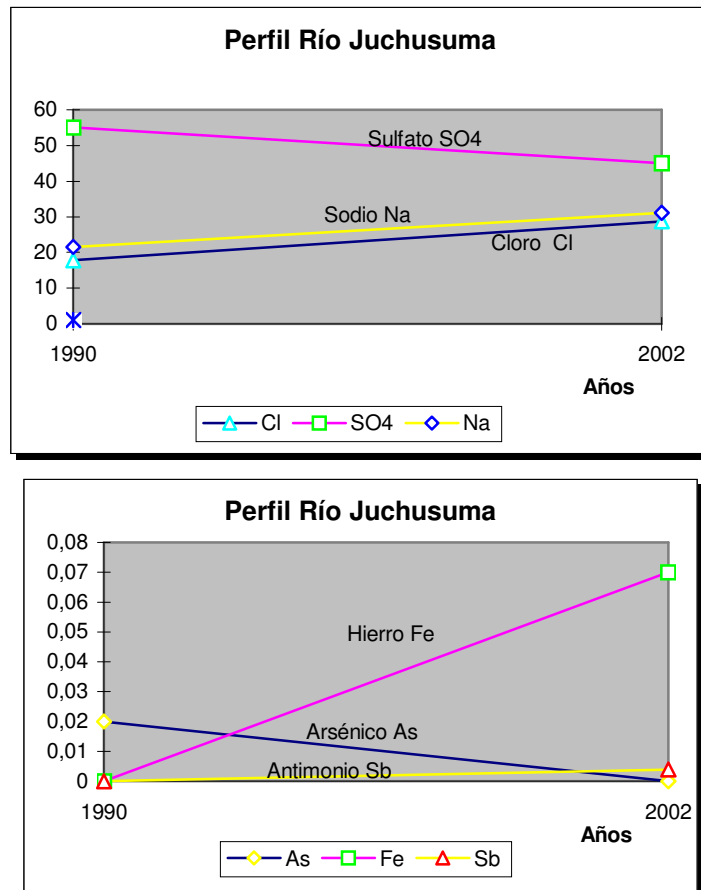 Perfil Río Juchusuma
60
50
40
30
20
10
0
Sulfato SO4
Sodio Na
Cloro Cl
1990 2002
Años
Cl SO4 Na
Perfil Río Juchusuma
0,08
0,07
0,06
0,05
0,04
0,03
0,02
0,01
0
Hierro Fe
Arsénico As
Antimonio Sb
1990 2002
Años
As Fe Sb